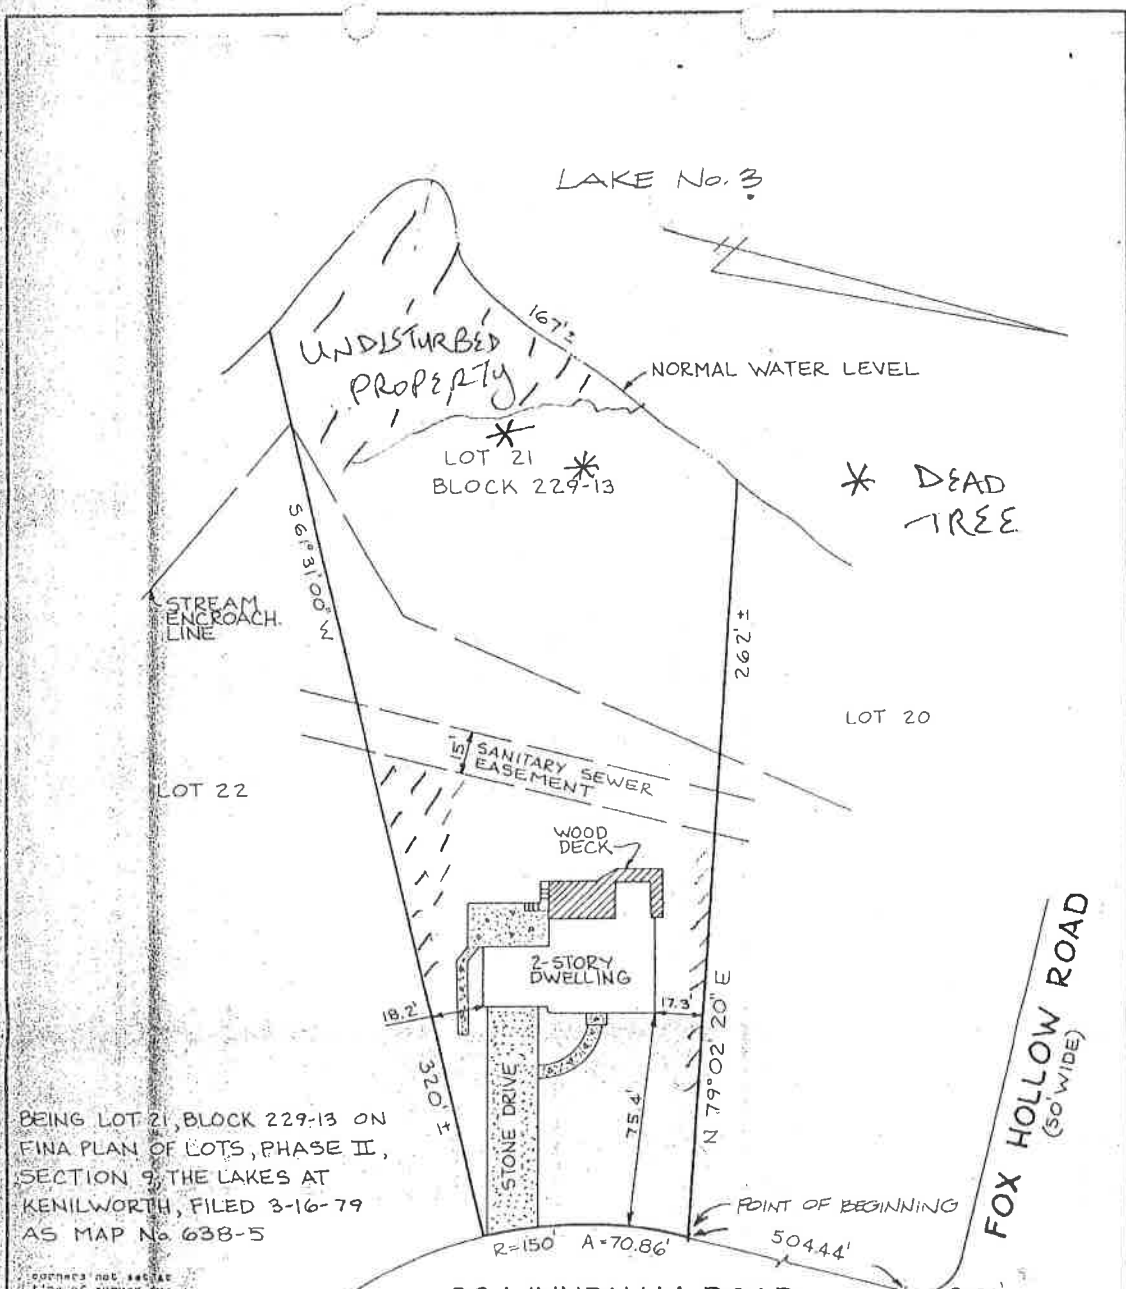 LAKE No. 3
167'±
UNDISTURBED
PROPERTY
NORMAL WATER LEVEL
LOT 21
BLOCK 229-13
* DEAD
TREE
S 61°31'00" E
STREAM
ENCROACH.
LINE
262'±
LOT 20
15'
SANITARY SEWER
EASEMENT
LOT 22
WOOD
DECK
2-STORY
DWELLING
18.2'
17.3'
N 79°02'20" E
320'±
STONE DRIVE
75.4'
FOX HOLLOW ROAD
(50' WIDE)
BEING LOT 21, BLOCK 229-13 ON
FINA PLAN OF LOTS, PHASE II,
SECTION 9, THE LAKES AT
KENILWORTH, FILED 3-16-79
AS MAP No. 638-5
POINT OF BEGINNING
R=150' A=70.86'
504.44'
corners not set at